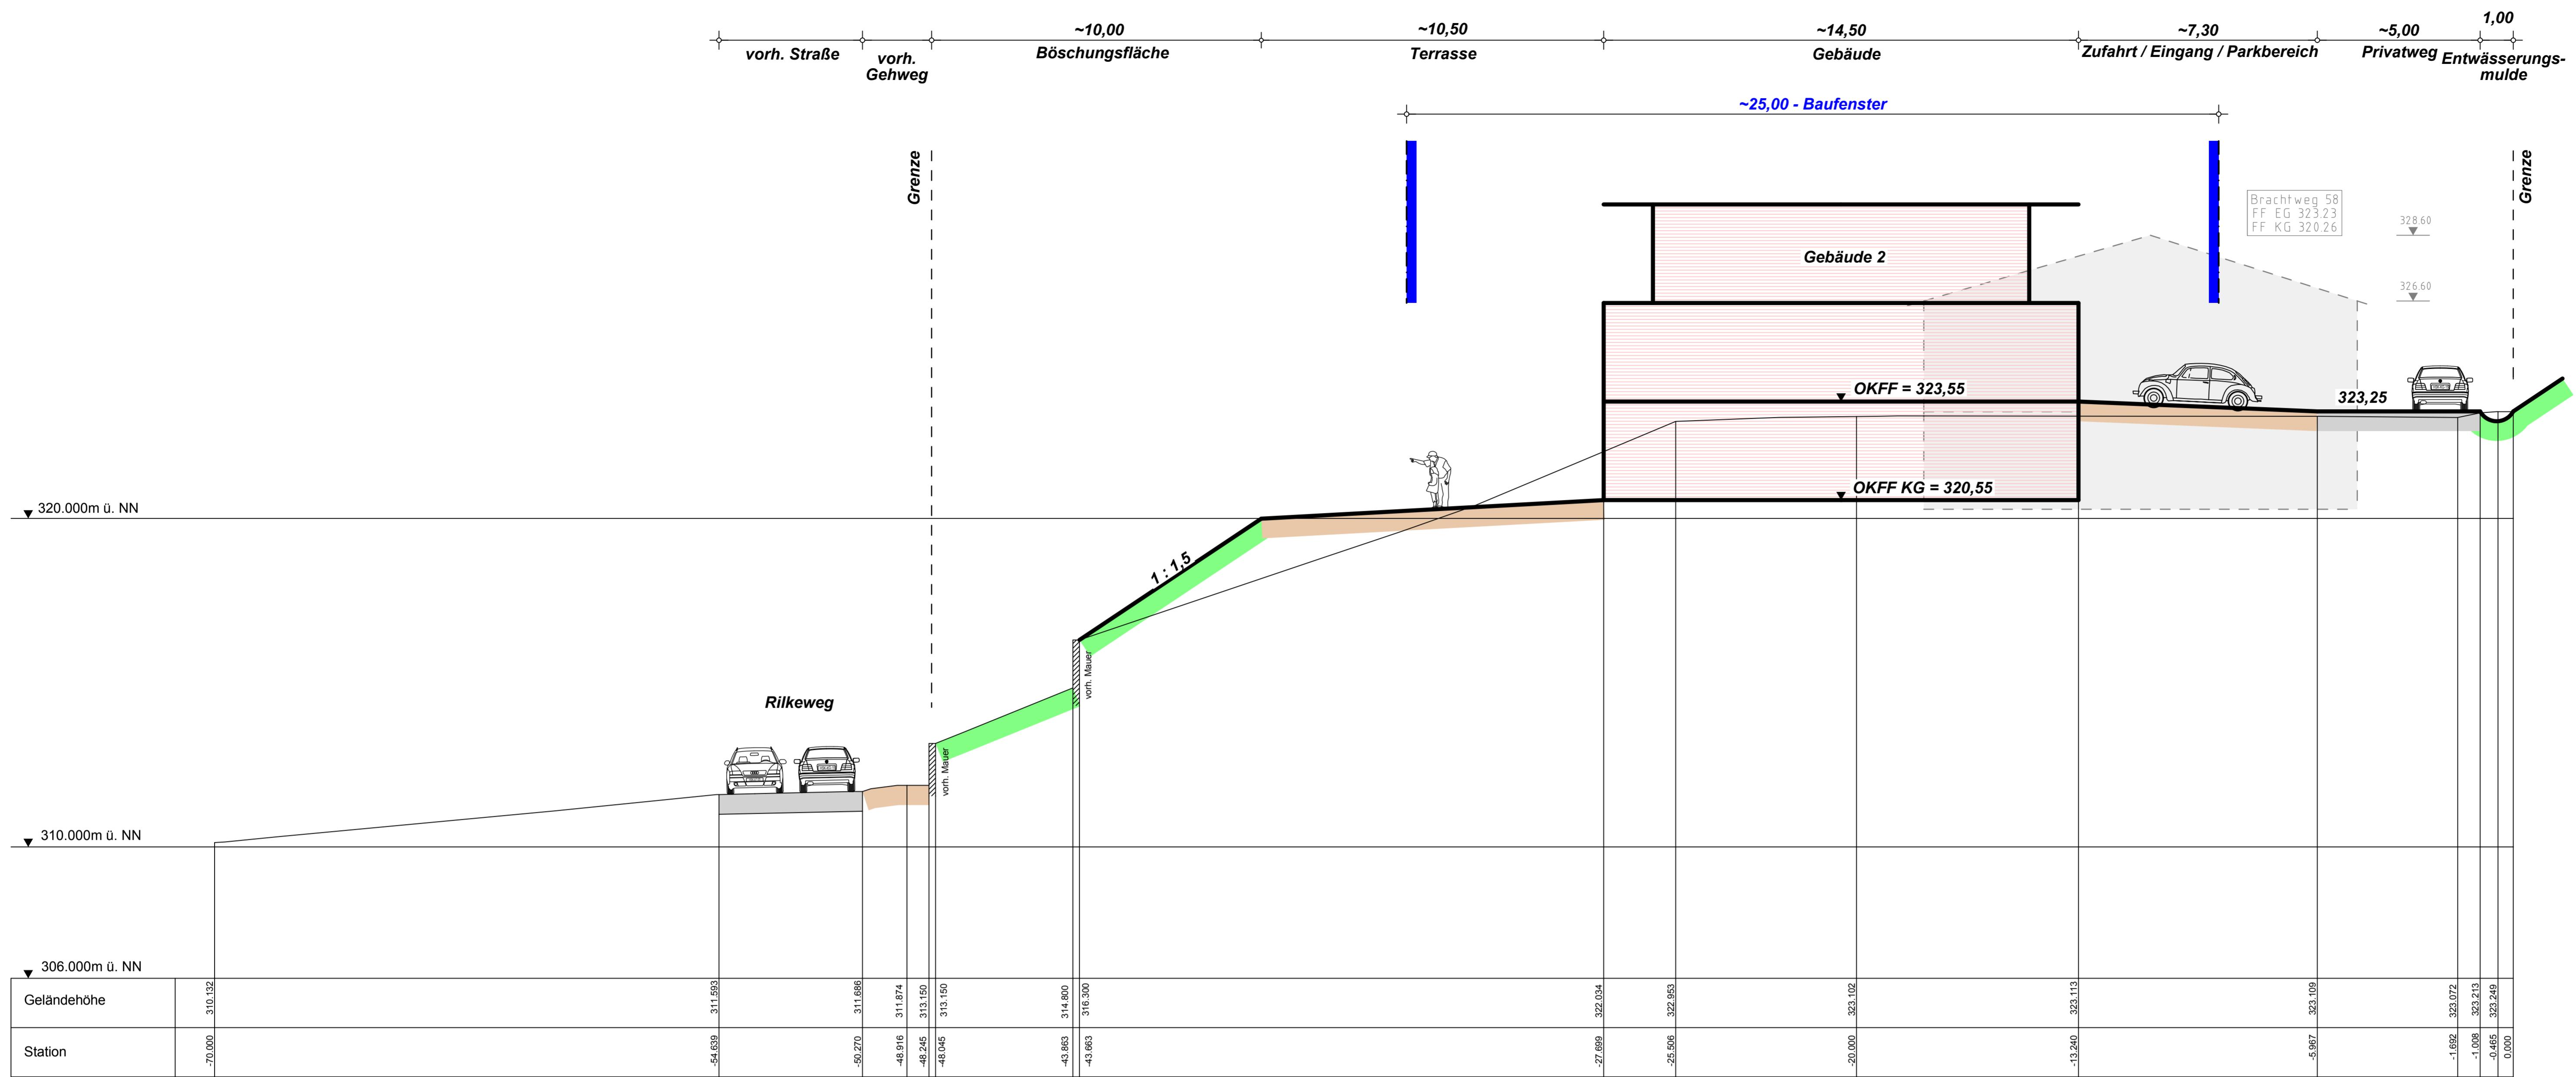 ~10,00
~10,50
~14,50
~7,30
~5,00
1,00
vorh. Straße
vorh.
Gehweg
Böschungsfläche
Terrasse
Gebäude
Zufahrt / Eingang / Parkbereich
Privatweg
Entwässerungs-
mulde
~25,00 - Baufenster
Grenze
Grenze
Brachtweg 58
FF EG 323.23
FF KG 320.26
328.60
326.60
Gebäude 2
OKFF = 323,55
323,25
OKFF KG = 320,55
320.000m ü. NN
1 : 1,5
vorh. Mauer
Rilkeweg
vorh. Mauer
310.000m ü. NN
306.000m ü. NN
Geländehöhe
310.132
311.593
311.686
311.874
313.150
313.150
314.800
316.300
322.034
322.953
323.102
323.113
323.109
323.072
323.213
323.249
Station
-70.000
-54.639
-50.270
-48.916
-48.245
-48.045
-43.863
-43.663
-27.699
-25.506
-20.000
-13.240
-5.967
-1.692
-1.008
-0.465
0.000